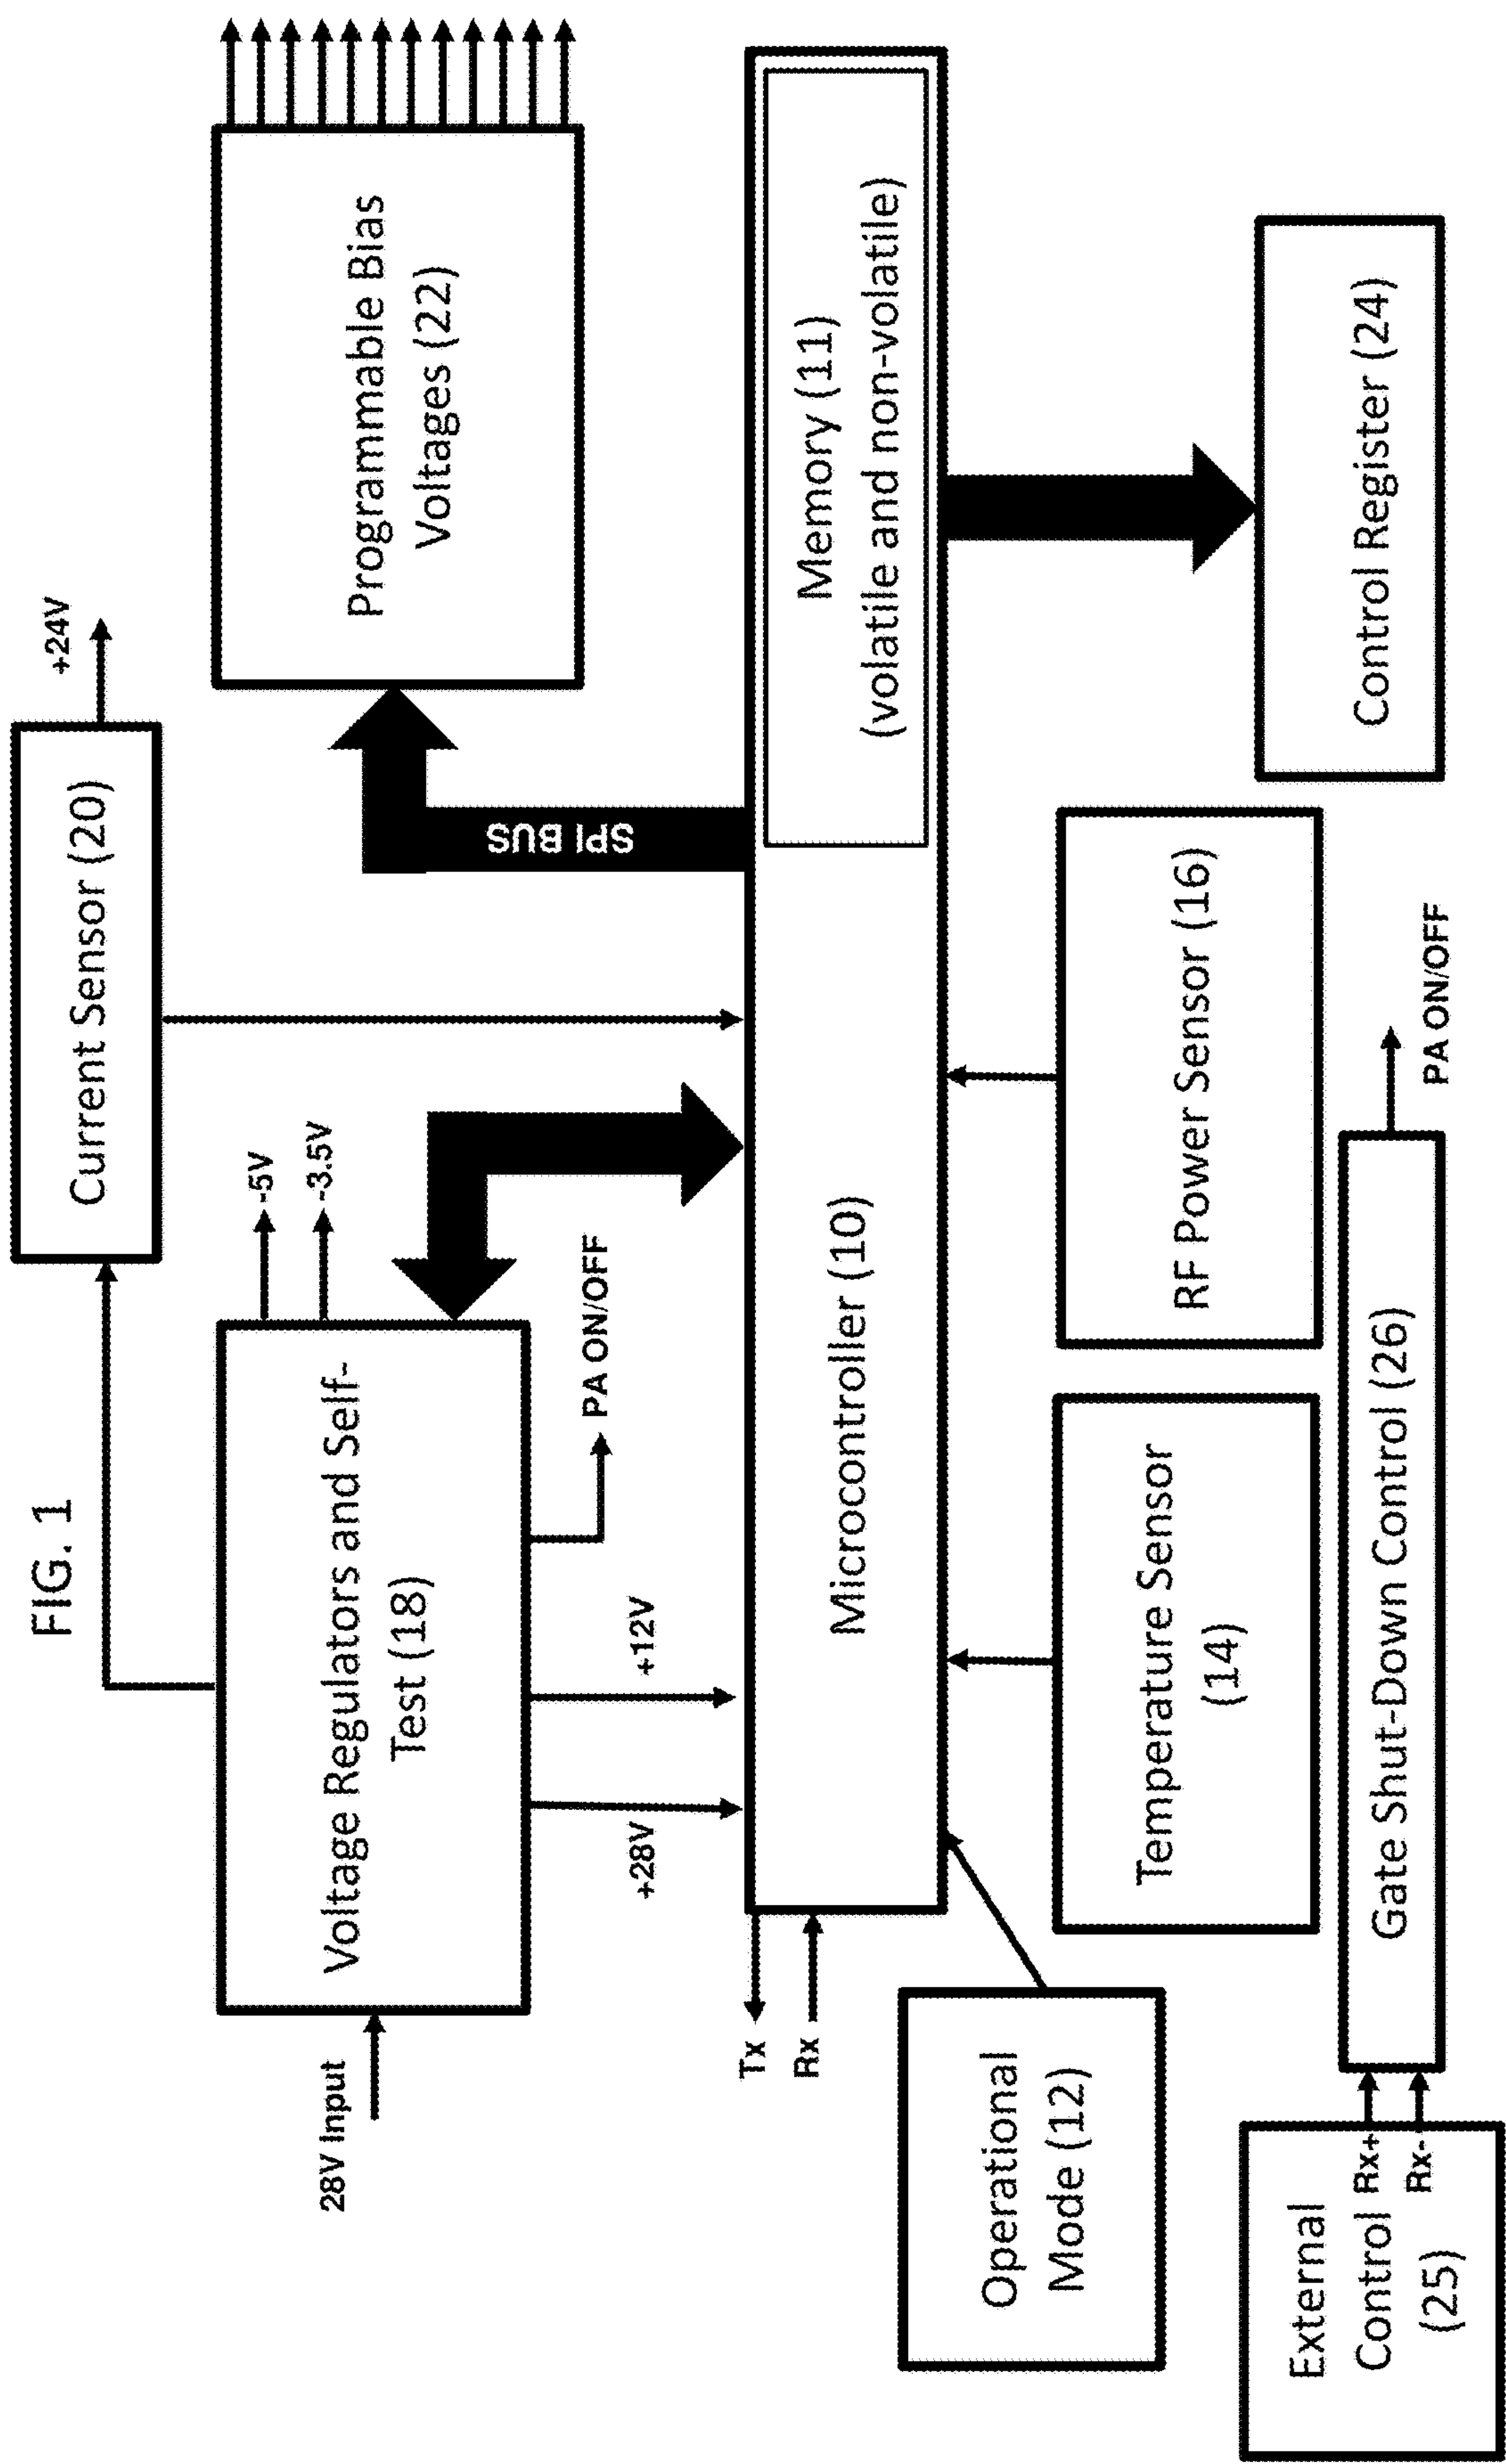 FIG. 1
Current Sensor (20)
+24V
28V Input
Voltage Regulators and Self-
Test (18)
-5V
-3.5V
PA ON/OFF
+28V
+12V
SPI BUS
Programmable Bias
Voltages (22)
Tx
Rx
Microcontroller (10)
Memory (11)
(volatile and non-volatile)
Operational
Mode (12)
Temperature Sensor
(14)
RF Power Sensor (16)
Control Register (24)
External
Control
(25)
Rx+
Rx-
Gate Shut-Down Control (26)
PA ON/OFF